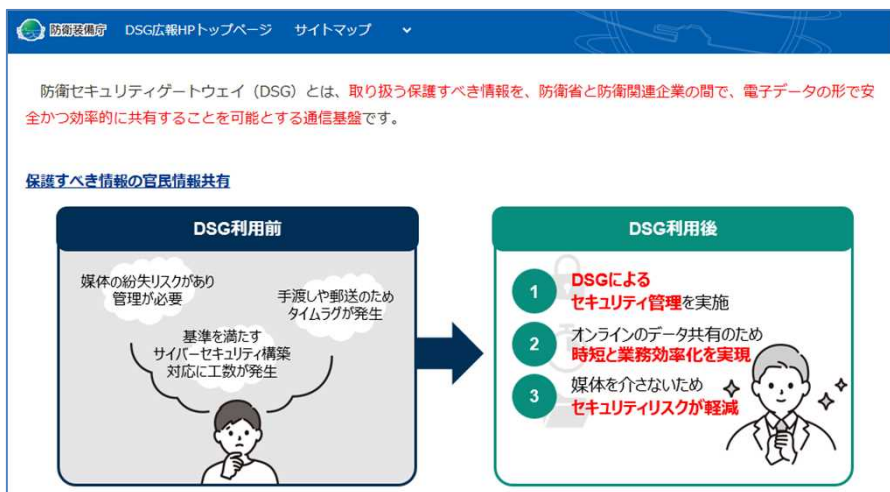 防衛装備庁 DSG広報HPトップページ サイトマップ
防衛セキュリティゲートウェイ（DSG）とは、取り扱う保護すべき情報を、防衛省と防衛関連企業の間で、電子データの形で安
全かつ効率的に共有することを可能とする通信基盤です。
保護すべき情報の官民情報共有
DSG利用前
媒体の紛失リスクがあり
管理が必要
手渡しや郵送のため
タイムラグが発生
基準を満たす
サイバーセキュリティ構築
対応に工数が発生
DSG利用後
1 DSGによる
セキュリティ管理を実施
2 オンラインのデータ共有のため
時短と業務効率化を実現
3 媒体を介さないため
セキュリティリスクが軽減